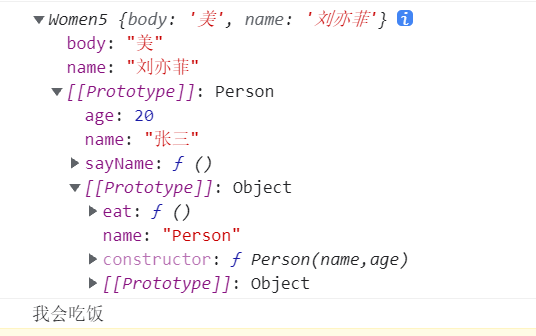 Women5 {body: '美', name: '刘亦菲'} i
body: "美"
name: "刘亦菲"
[[Prototype]]: Person
age: 20
name: "张三"
sayName: ƒ ()
[[Prototype]]: Object
eat: ƒ ()
name: "Person"
constructor: ƒ Person(name,age)
[[Prototype]]: Object
我会吃饭